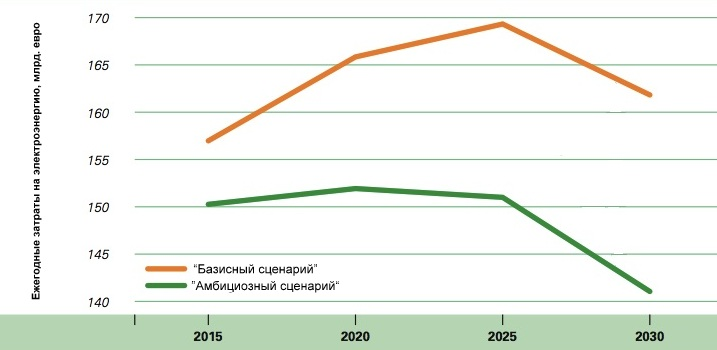 Ежегодные затраты на электроэнергию, млрд. евро
170
165
160
155
150
145
140
"Базисный сценарий"
"Амбициозный сценарий"
2015 2020 2025 2030